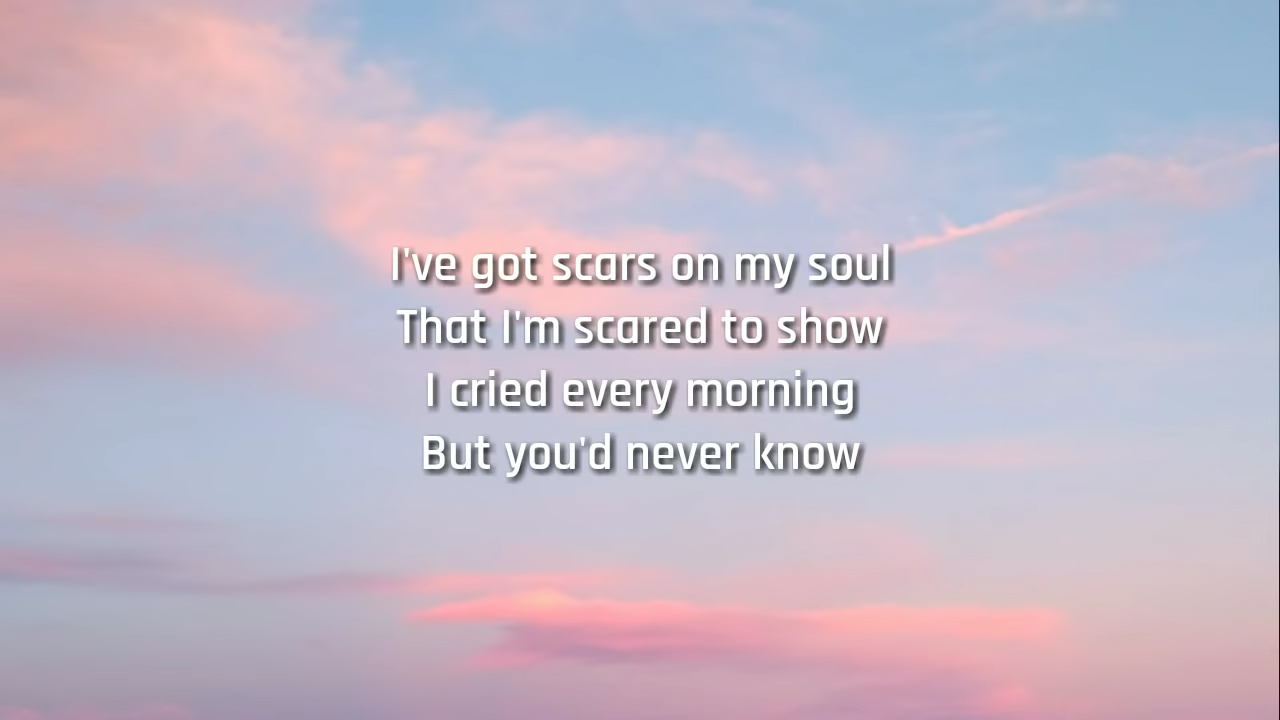 I've got scars on my soul
That I'm scared to show
I cried every morning
But you'd never know